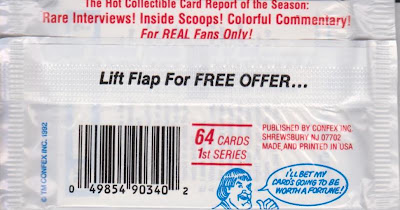 The Hot Collectible Card Report of the Season:
Rare Interviews! Inside Scoops! Colorful Commentary!
For REAL Fans Only!
Lift Flap For FREE OFFER...
© TM CONFEX INC. 1992
0 49854 90340 2
64 CARDS
1st SERIES
PUBLISHED BY CONFEX INC.
SHREWSBURY NJ 07702
MADE AND PRINTED IN USA
I'LL BET MY
CARDS GOING TO BE
WORTH A FORTUNE!